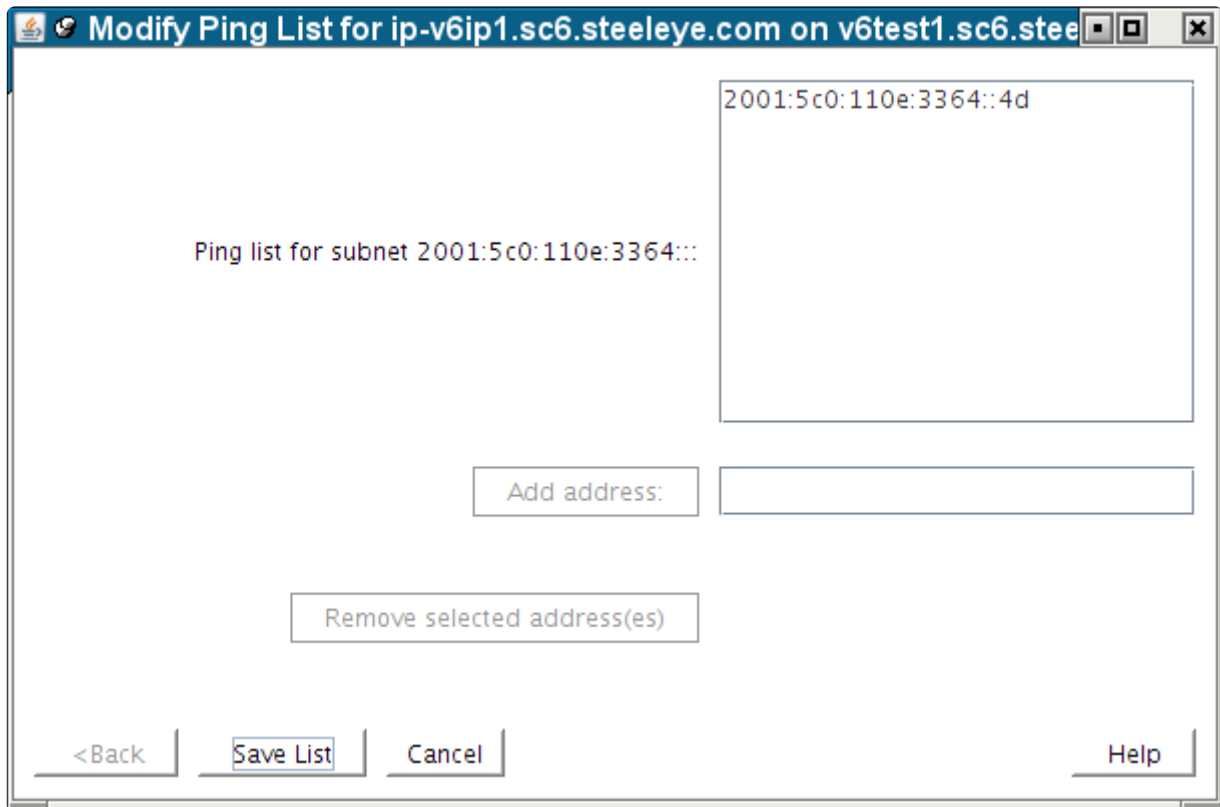 Modify Ping List for ip-v6ip1.sc6.steeleye.com on v6test1.sc6.stee
2001:5c0:110e:3364::4d
Ping list for subnet 2001:5c0:110e:3364:::
Add address:
Remove selected address(es)
<Back
Save List
Cancel
Help